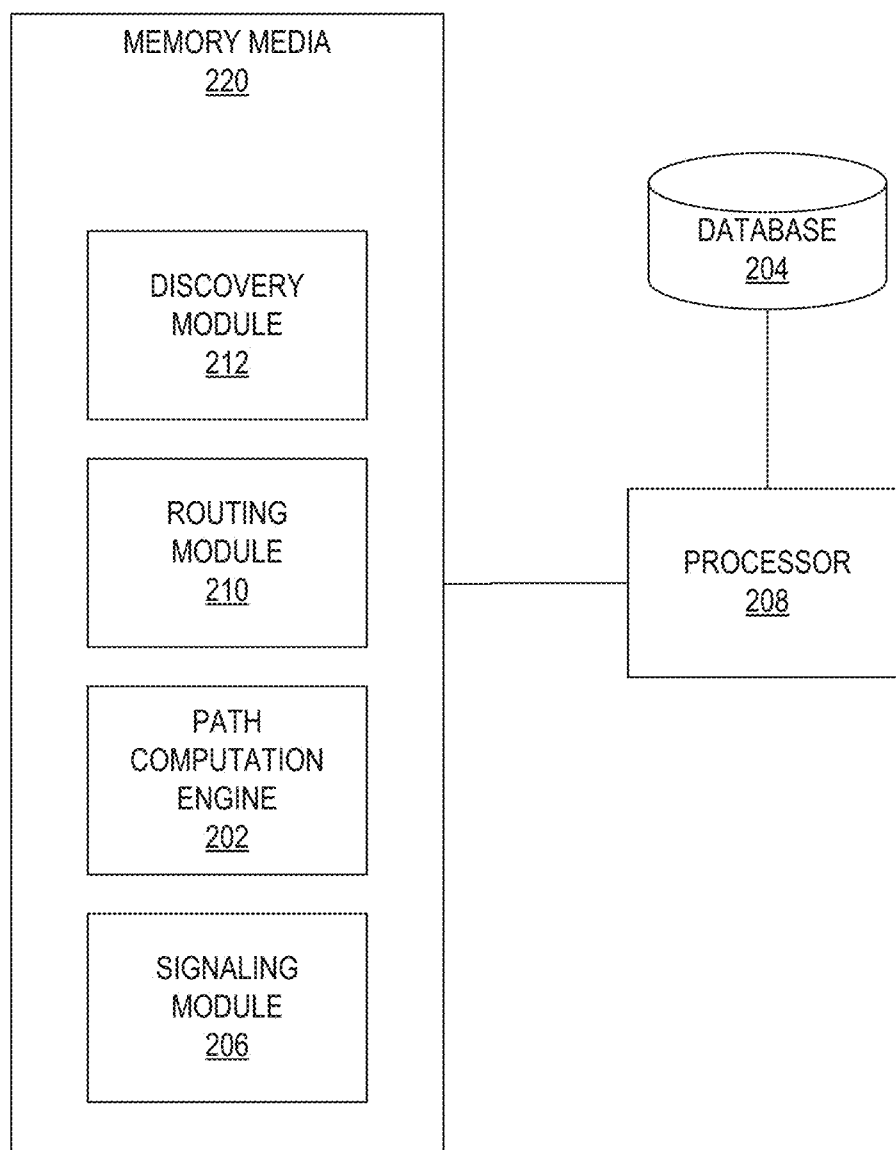 MEMORY MEDIA
220
DISCOVERY
MODULE
212
ROUTING
MODULE
210
PATH
COMPUTATION
ENGINE
202
SIGNALING
MODULE
206
DATABASE
204
PROCESSOR
208